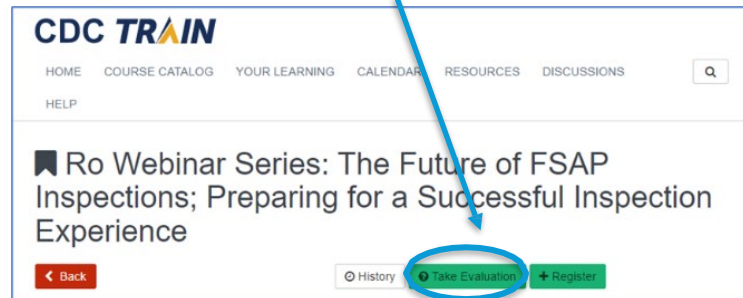 CDC TRAIN
HOME COURSE CATALOG YOUR LEARNING CALENDAR RESOURCES DISCUSSIONS
HELP
Ro Webinar Series: The Future of FSAP
Inspections; Preparing for a Successful Inspection
Experience
Back History Take Evaluation + Register